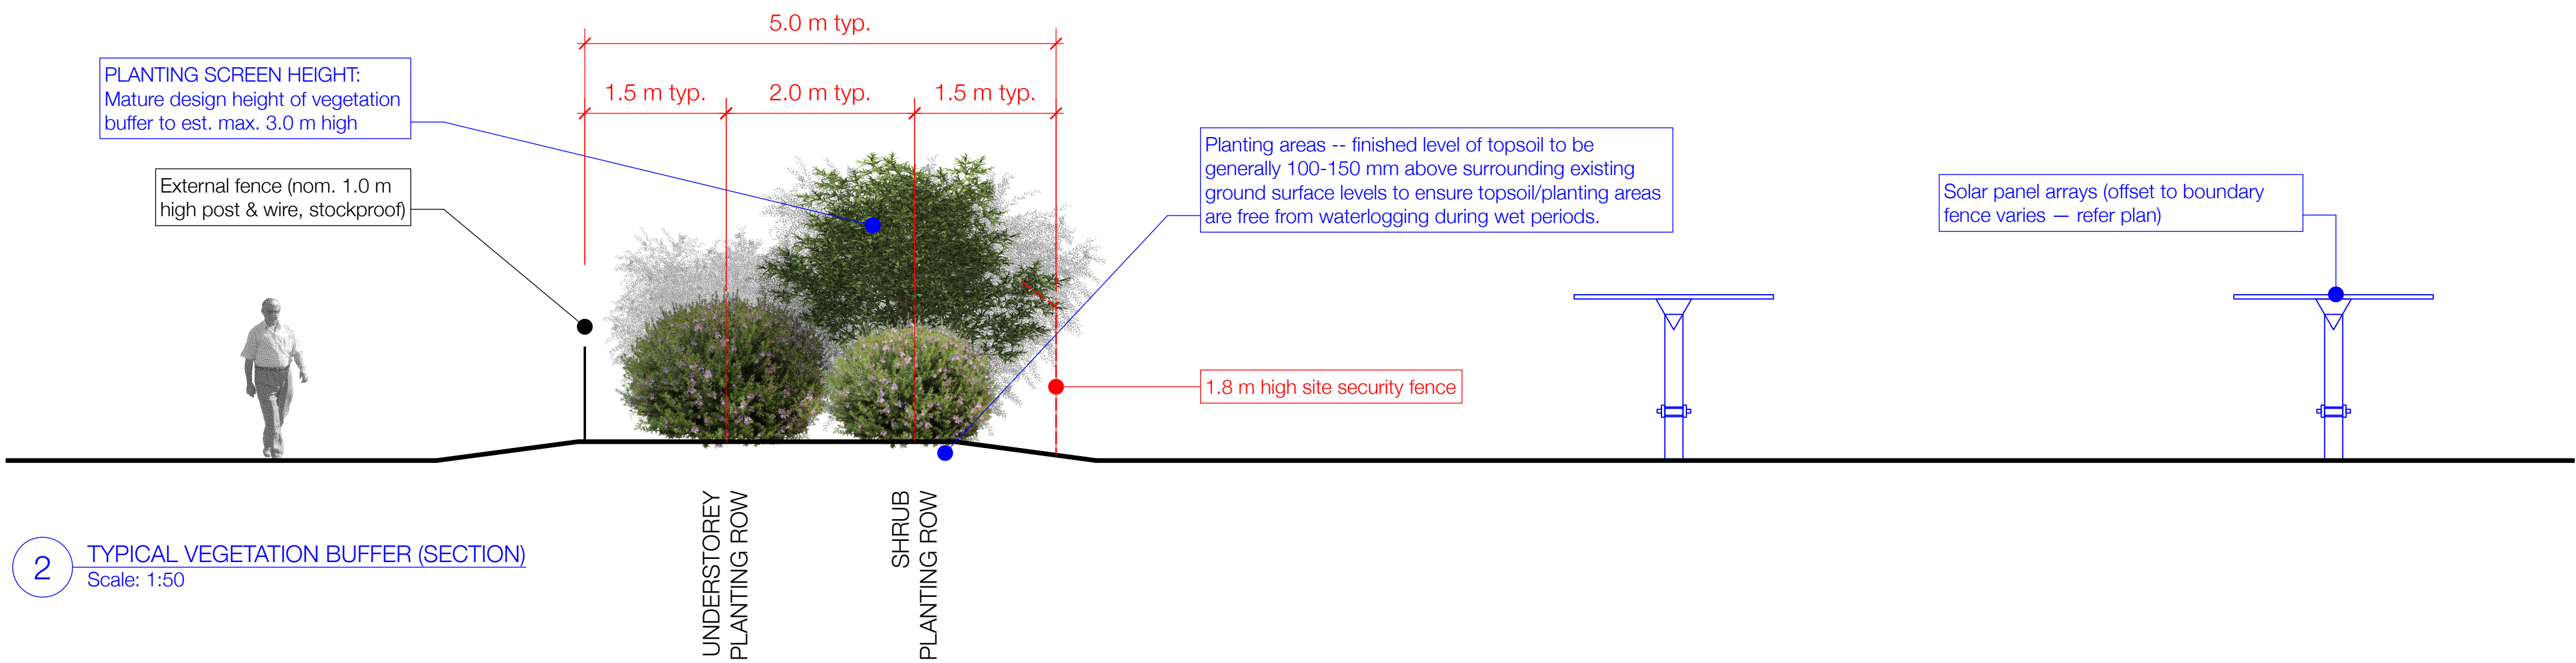 5.0 m typ.
1.5 m typ.
2.0 m typ.
1.5 m typ.
PLANTING SCREEN HEIGHT:
Mature design height of vegetation
buffer to est. max. 3.0 m high
External fence (nom. 1.0 m
high post & wire, stockproof)
Planting areas -- finished level of topsoil to be
generally 100-150 mm above surrounding existing
ground surface levels to ensure topsoil/planting areas
are free from waterlogging during wet periods.
Solar panel arrays (offset to boundary
fence varies — refer plan)
1.8 m high site security fence
UNDERSTOREY
PLANTING ROW
SHRUB
PLANTING ROW
2
TYPICAL VEGETATION BUFFER (SECTION)
Scale: 1:50